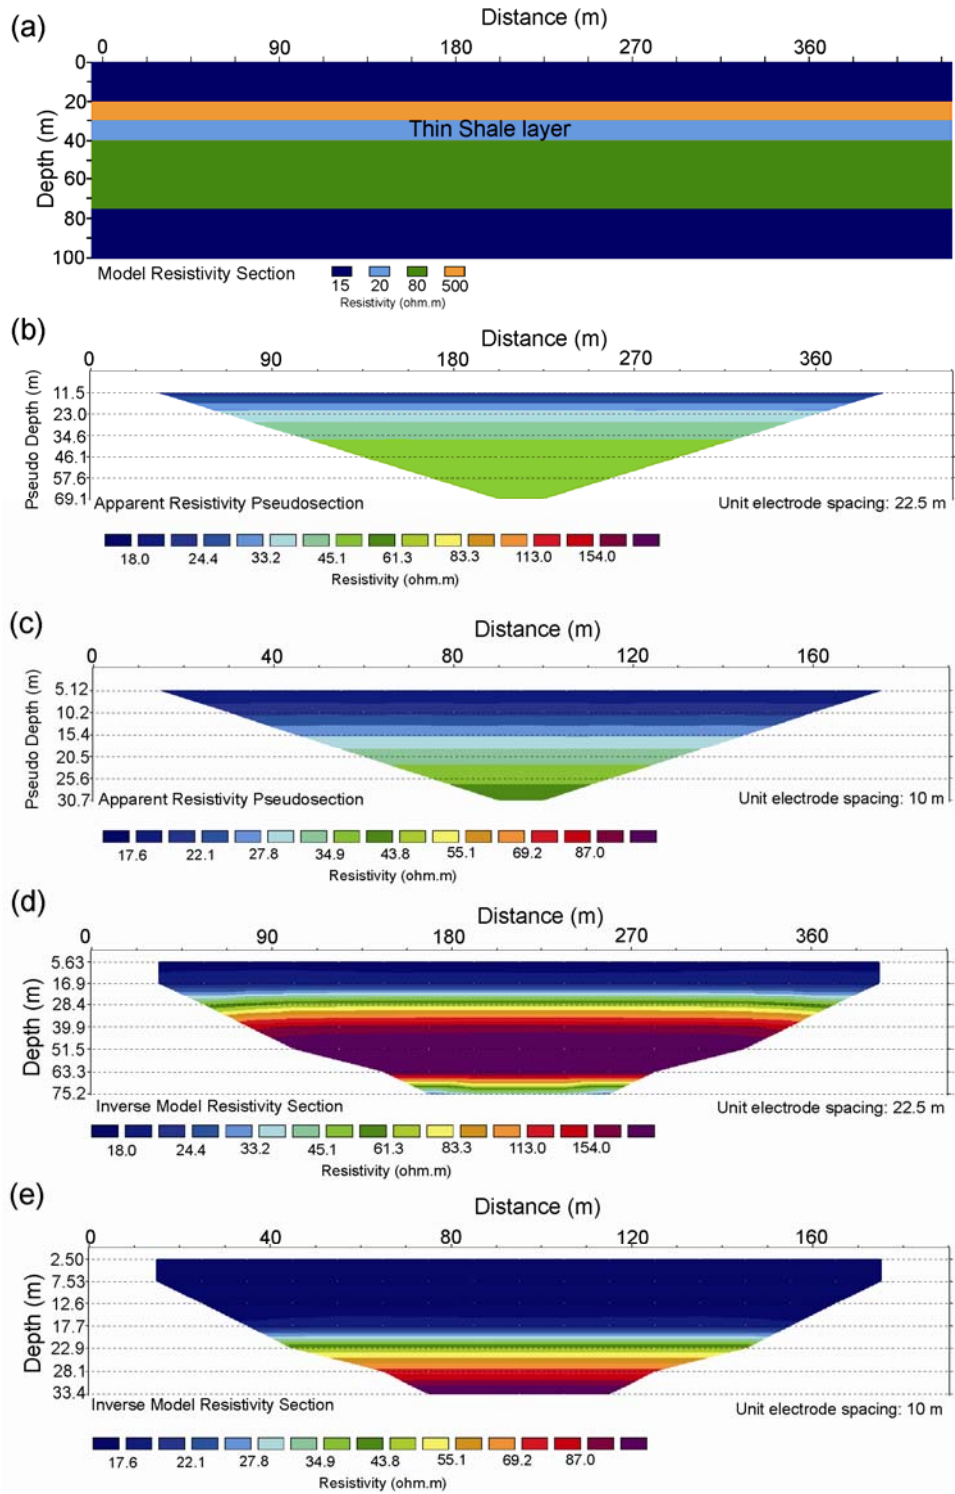 (a)
Distance (m)
0 90 180 270 360
Depth (m)
0
20
Thin Shale layer
40
60
80
100
Model Resistivity Section
15 20 80 500
Resistivity (ohm.m)
(b)
Distance (m)
0 90 180 270 360
Pseudo Depth (m)
11.5
23.0
34.6
46.1
57.6
69.1
Apparent Resistivity Pseudosection
Unit electrode spacing: 22.5 m
18.0 24.4 33.2 45.1 61.3 83.3 113.0 154.0
Resistivity (ohm.m)
(c)
Distance (m)
0 40 80 120 160
Pseudo Depth (m)
5.12
10.2
15.4
20.5
25.6
30.7
Apparent Resistivity Pseudosection
Unit electrode spacing: 10 m
17.6 22.1 27.8 34.9 43.8 55.1 69.2 87.0
Resistivity (ohm.m)
(d)
Distance (m)
0 90 180 270 360
Depth (m)
5.63
16.9
28.4
39.9
51.5
63.3
75.2
Inverse Model Resistivity Section
Unit electrode spacing: 22.5 m
18.0 24.4 33.2 45.1 61.3 83.3 113.0 154.0
Resistivity (ohm.m)
(e)
Distance (m)
0 40 80 120 160
Depth (m)
2.50
7.53
12.6
17.7
22.9
28.1
33.4
Inverse Model Resistivity Section
Unit electrode spacing: 10 m
17.6 22.1 27.8 34.9 43.8 55.1 69.2 87.0
Resistivity (ohm.m)